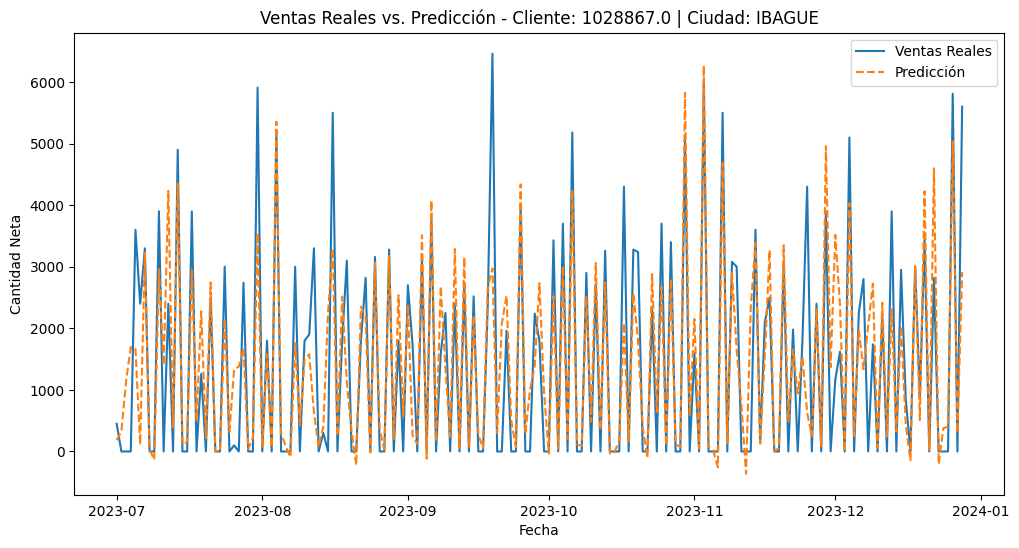 Ventas Reales vs. Predicción - Cliente: 1028867.0 | Ciudad: IBAGUE
Ventas Reales
Predicción
Cantidad Neta
6000
5000
4000
3000
2000
1000
0
2023-07
2023-08
2023-09
2023-10
2023-11
2023-12
2024-01
Fecha